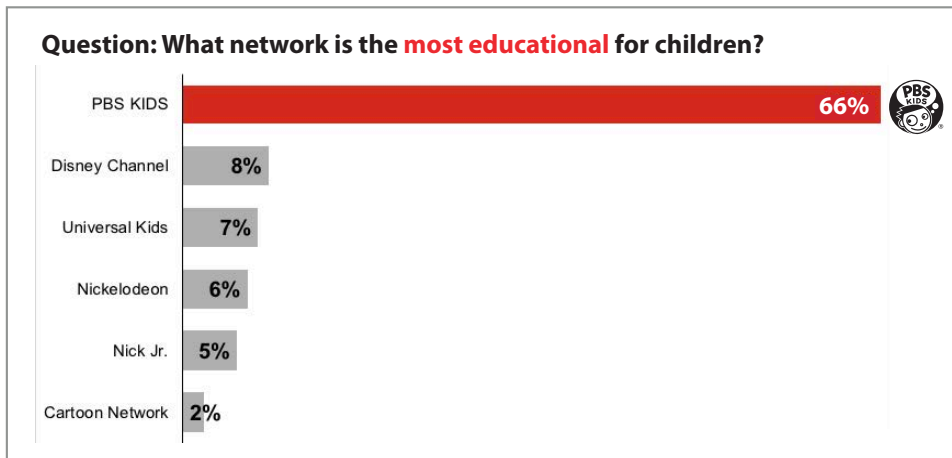 Question: What network is the most educational for children?
PBS KIDS 66%
PBS KIDS ®
Disney Channel 8%
Universal Kids 7%
Nickelodeon 6%
Nick Jr. 5%
Cartoon Network 2%